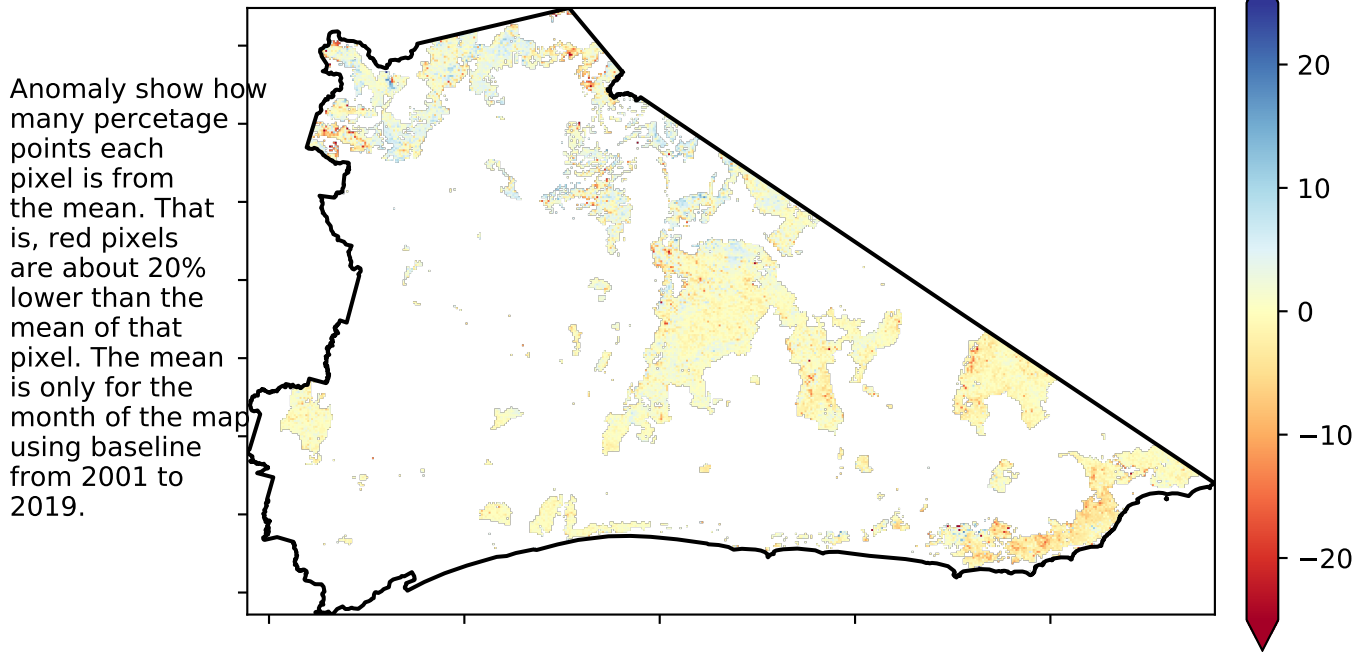 Anomaly show how
many percetage
points each
pixel is from
the mean. That
is, red pixels
are about 20%
lower than the
mean of that
pixel. The mean
is only for the
month of the map
using baseline
from 2001 to
2019.
20
10
0
−10
−20